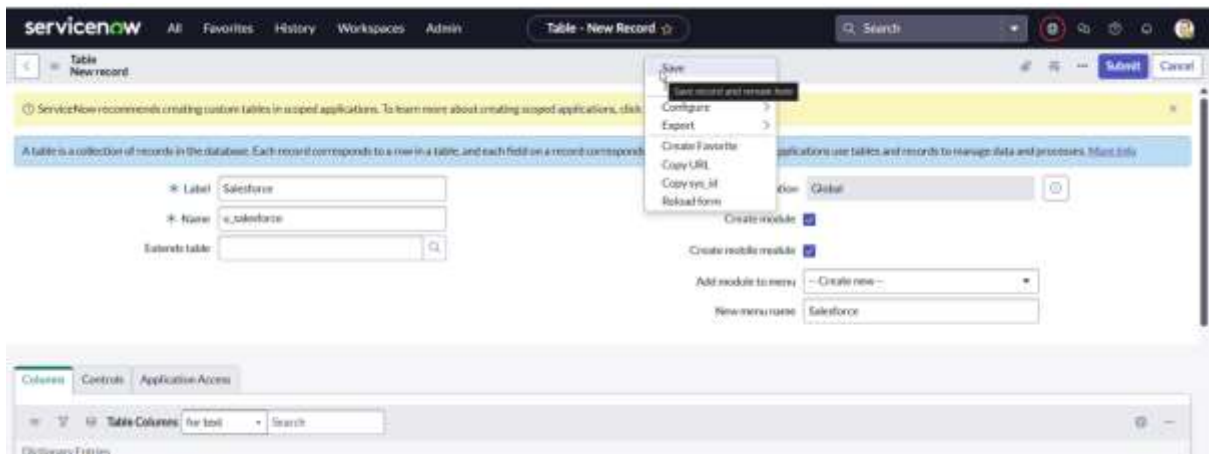 servicenow All Favorites History Workspaces Admin Table - New Record Search
Table
New record
Submit Cancel
Save
Save record and remain here
ServiceNow recommends creating custom tables in scoped applications. To learn more about creating scoped applications, click
Configure
Export
A table is a collection of records in the database. Each record corresponds to a row in a table, and each field on a record correspond
applications use tables and records to manage data and processes. More Info
Create Favorite
Copy URL
Copy sys_id
Reload form
Label Salesforce
Global
Name u_salesforce
Create module
Extends table
Create mobile module
Add module to menu -- Create new --
New menu name Salesforce
Columns Controls Application Access
Table Columns for text Search
Dictionary Entries